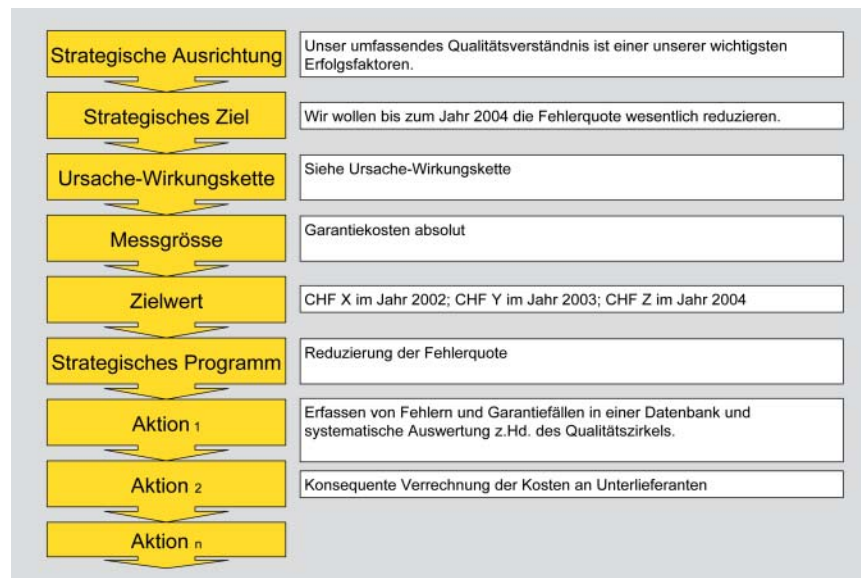 Strategische Ausrichtung
Unser umfassendes Qualitätsverständnis ist einer unserer wichtigsten
Erfolgsfaktoren.
Strategisches Ziel
Wir wollen bis zum Jahr 2004 die Fehlerquote wesentlich reduzieren.
Ursache-Wirkungskette
Siehe Ursache-Wirkungskette
Messgrösse
Garantiekosten absolut
Zielwert
CHF X im Jahr 2002; CHF Y im Jahr 2003; CHF Z im Jahr 2004
Strategisches Programm
Reduzierung der Fehlerquote
Aktion 1
Erfassen von Fehlern und Garantiefällen in einer Datenbank und
systematische Auswertung z.Hd. des Qualitätszirkels.
Aktion 2
Konsequente Verrechnung der Kosten an Unterlieferanten
Aktion n